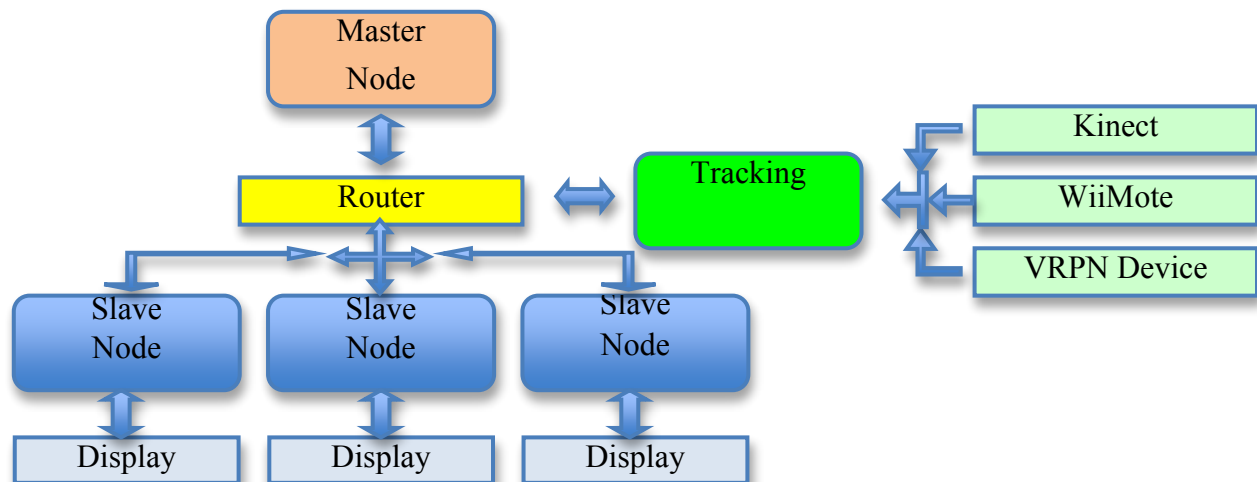 Master
Node
Kinect
Tracking
Router
WiiMote
VRPN Device
Slave
Node
Slave
Node
Slave
Node
Display
Display
Display